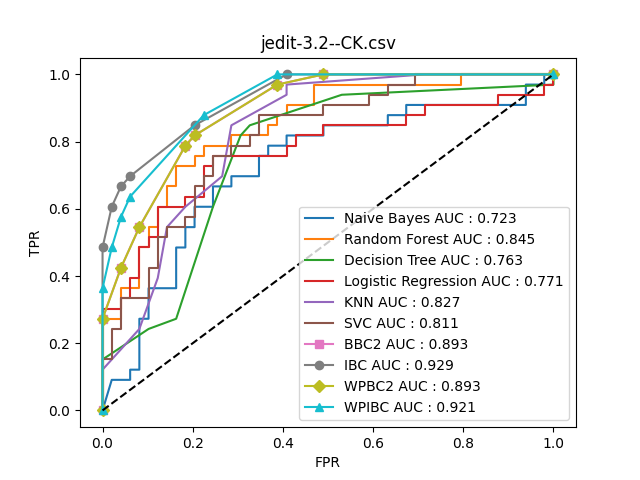 jedit-3.2--CK.csv
TPR
1.0
0.8
0.6
0.4
0.2
0.0
Naive Bayes AUC : 0.723
Random Forest AUC : 0.845
Decision Tree AUC : 0.763
Logistic Regression AUC : 0.771
KNN AUC : 0.827
SVC AUC : 0.811
BBC2 AUC : 0.893
IBC AUC : 0.929
WPBC2 AUC : 0.893
WPIBC AUC : 0.921
0.0 0.2 0.4 0.6 0.8 1.0
FPR